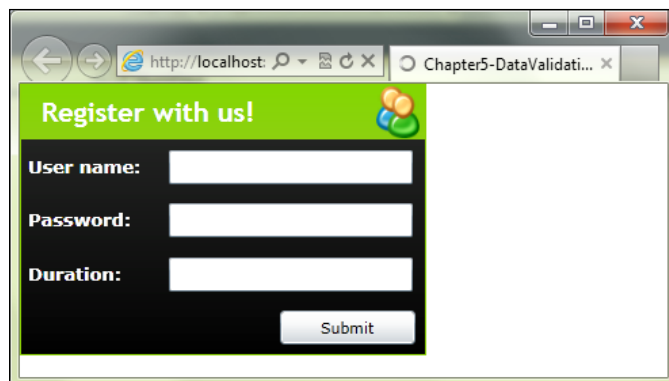 http://localhost:
Chapter5-DataValidati...
Register with us!
User name:
Password:
Duration:
Submit